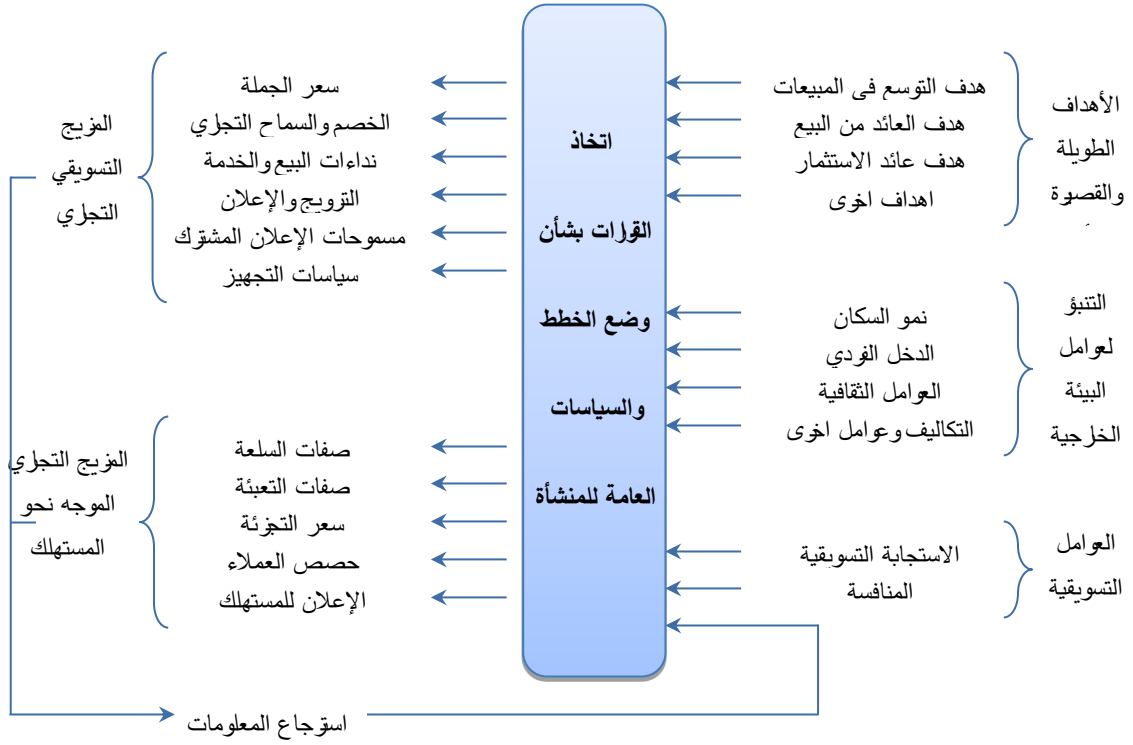 الأهداف
الطويلة
والقصيرة
هدف التوسع في المبيعات
هدف العائد من البيع
هدف عائد الاستثمار
اهداف اخرى
التنبؤ
لعوامل
البيئة
الخارجية
نمو السكان
الدخل الفردي
العوامل الثقافية
التكاليف وعوامل اخرى
العوامل
التسويقية
الاستجابة التسويقية
المنافسة
اتخاذ
القرارات بشأن
وضع الخطط
والسياسات
العامة للمنشأة
سعر الجملة
الخصم والسماح التجاري
نداءات البيع والخدمة
الترويج والإعلان
مسموحات الإعلان المشترك
سياسات التجهيز
المزيج
التسويقي
التجاري
صفات السلعة
صفات التعبئة
سعر التجزئة
حصص العملاء
الإعلان للمستهلك
المزيج التجاري
الموجه نحو
المستهلك
استرجاع المعلومات